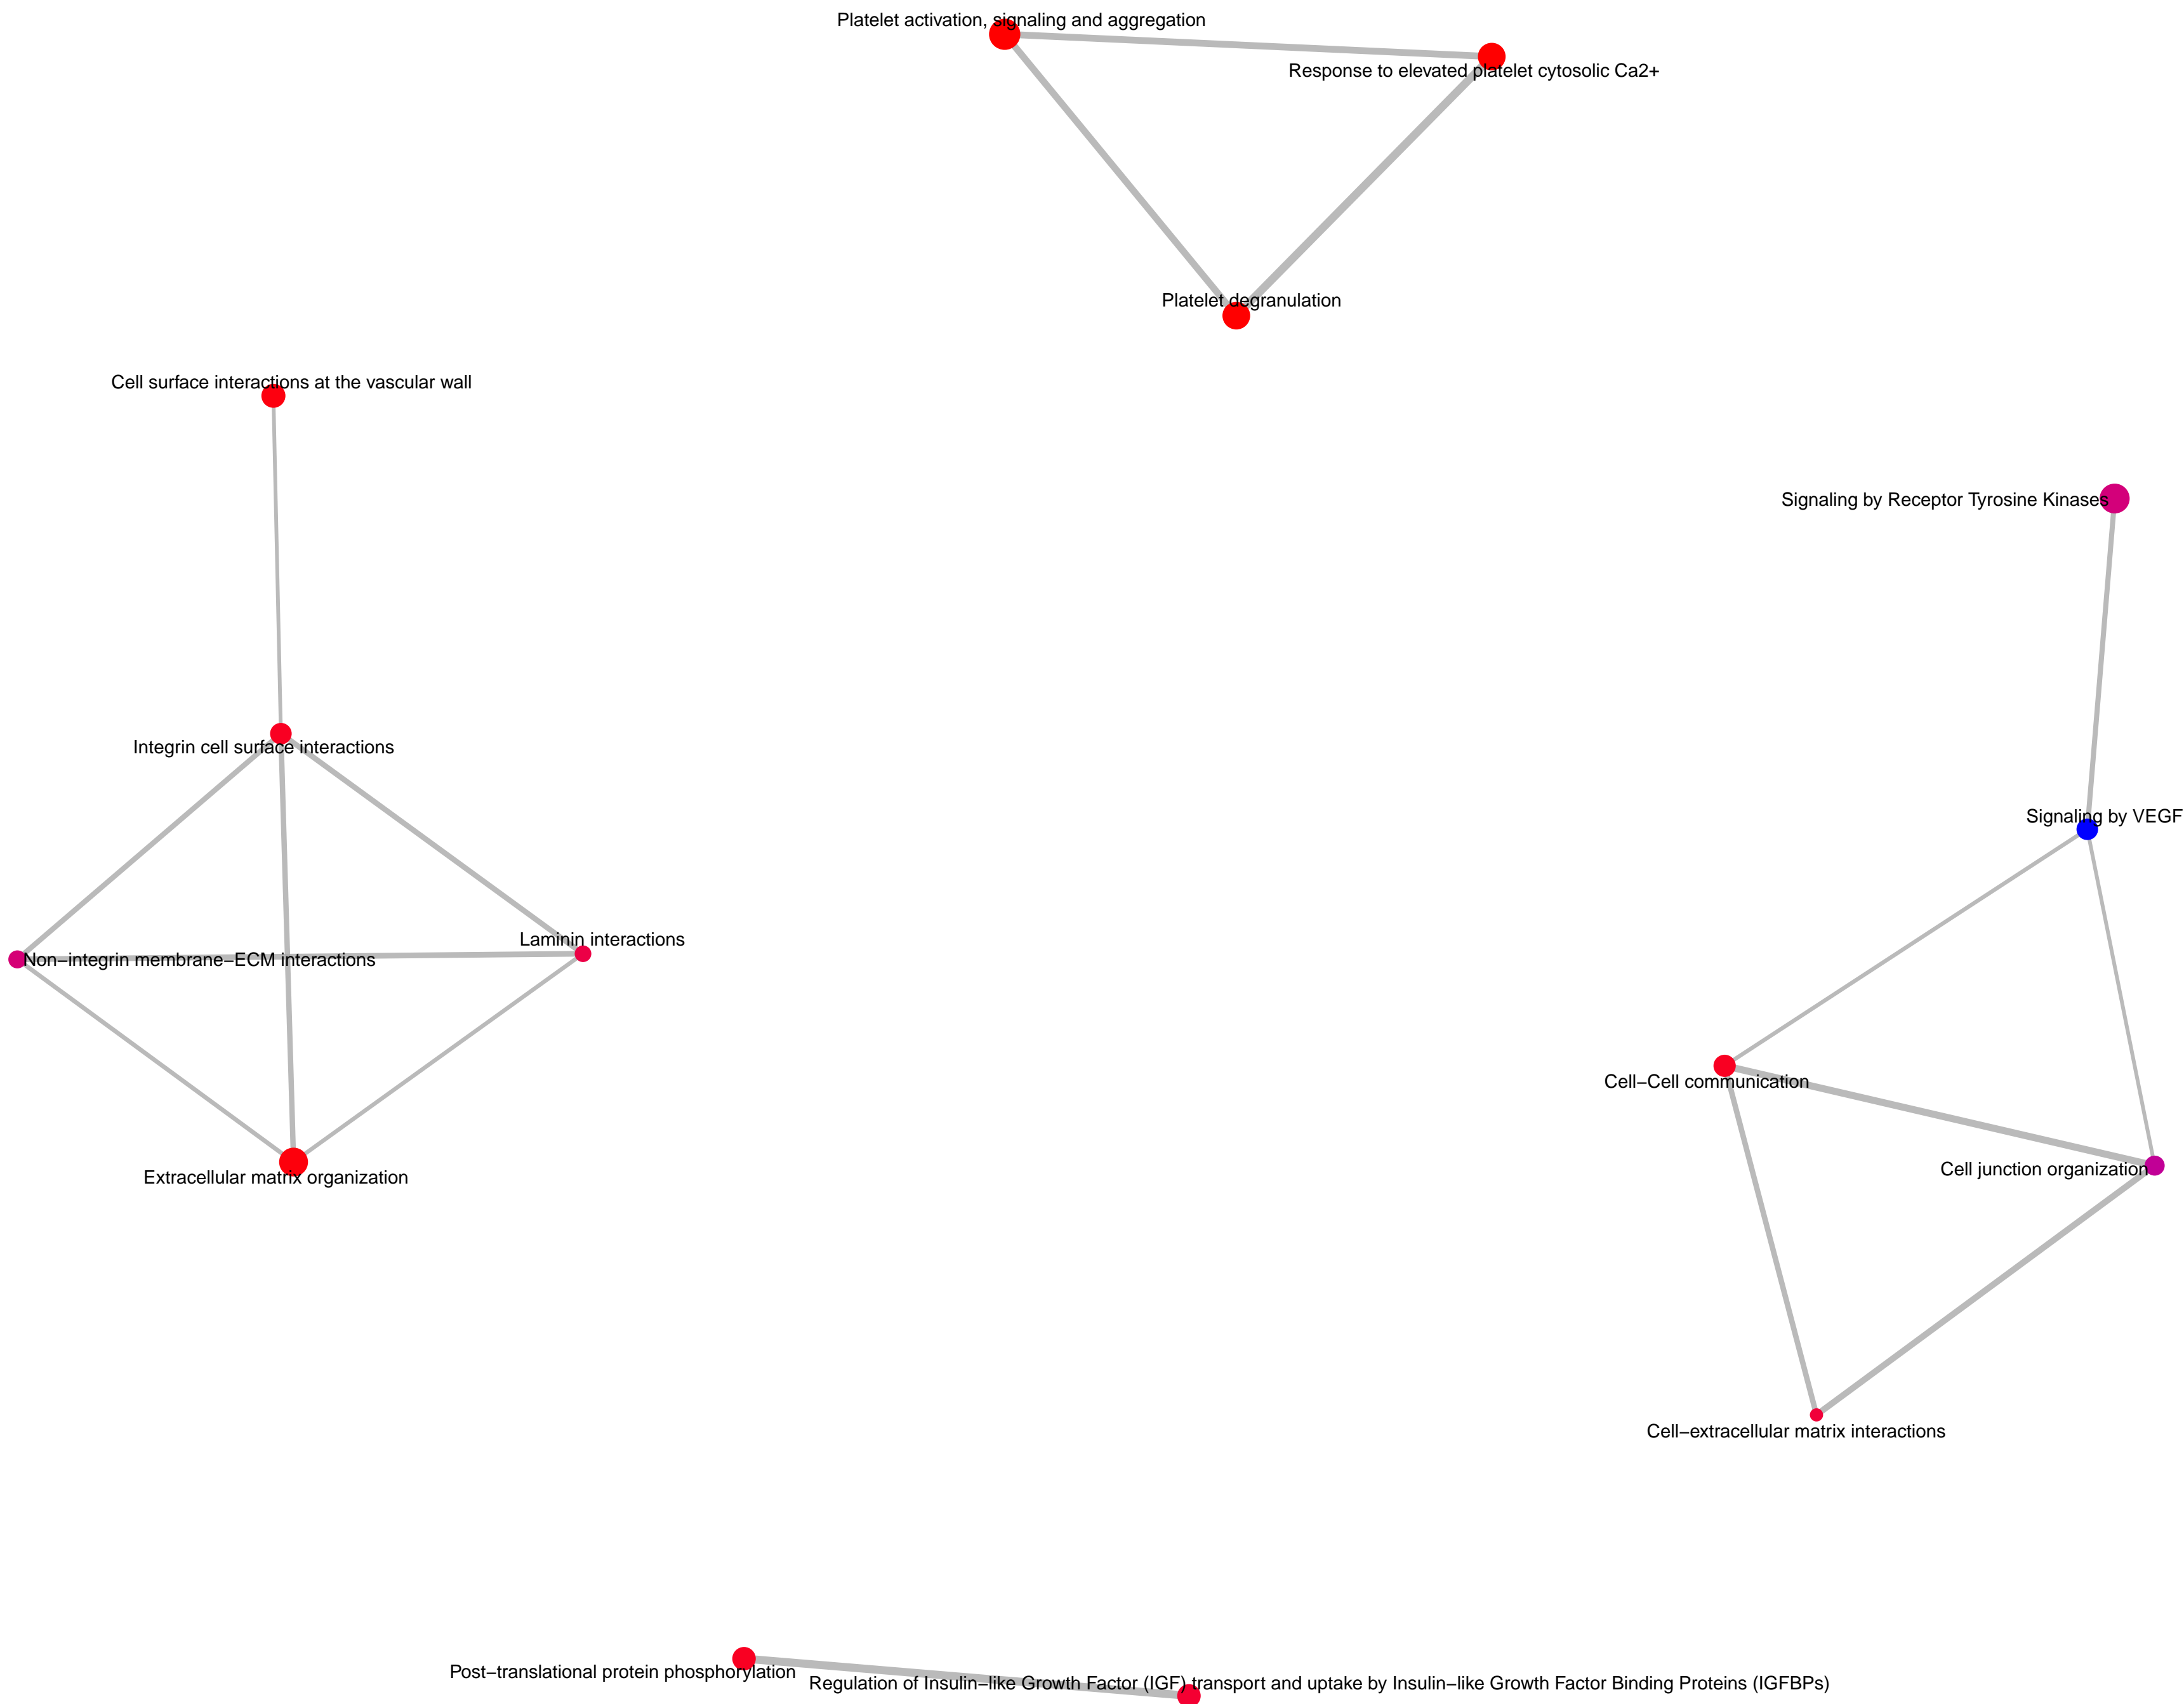 Platelet activation, signaling and aggregation
Response to elevated platelet cytosolic Ca2+
Platelet degranulation
Cell surface interactions at the vascular wall
Signaling by Receptor Tyrosine Kinases
Integrin cell surface interactions
Signaling by VEGF
Laminin interactions
Non−integrin membrane−ECM interactions
Cell−Cell communication
Cell junction organization
Extracellular matrix organization
Cell−extracellular matrix interactions
Post−translational protein phosphorylation
Regulation of Insulin−like Growth Factor (IGF) transport and uptake by Insulin−like Growth Factor Binding Proteins (IGFBPs)